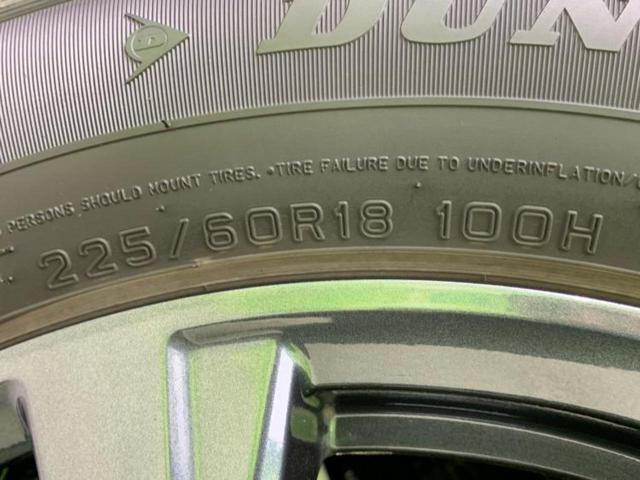 DUN
PERSONS SHOULD MOUNT TIRES. •TIRE FAILURE DUE TO UNDERINFLATION/
225/60R18 100H